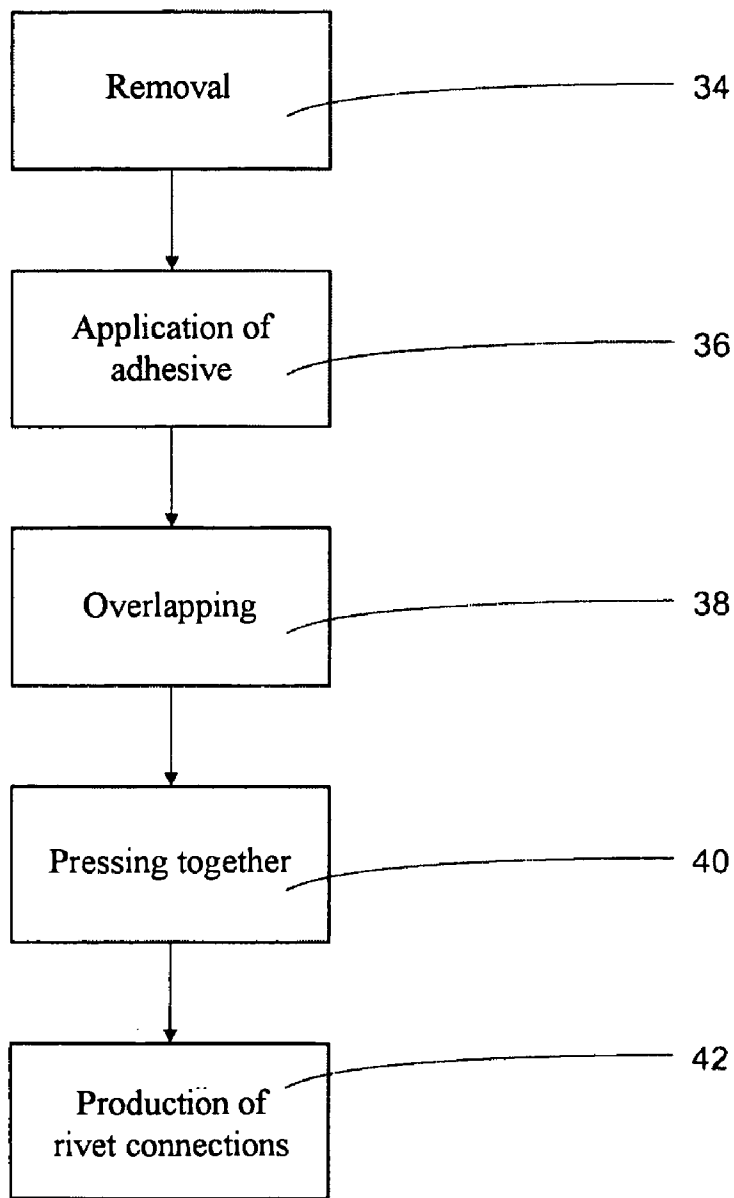 Removal
34
Application of
adhesive
36
Overlapping
38
Pressing together
40
42
Production of
rivet connections